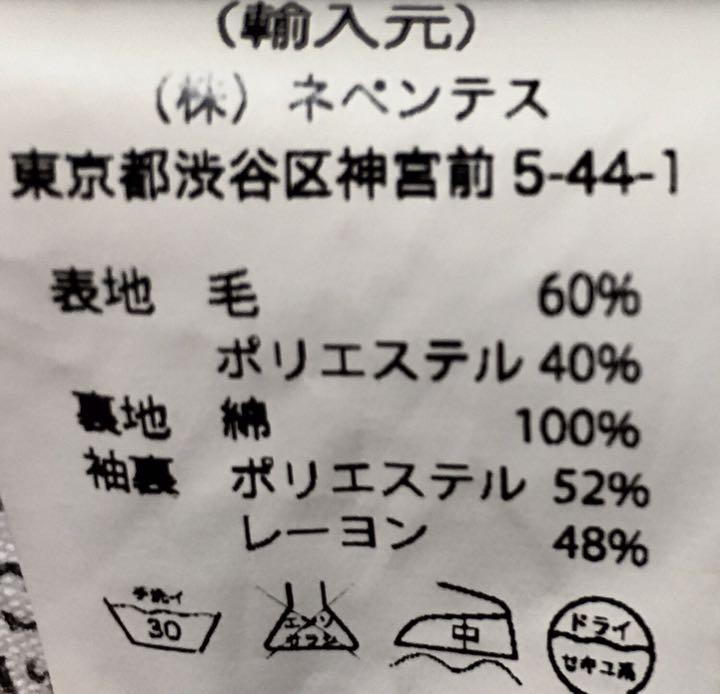 （輸入元）
（株）ネペンテス
東京都渋谷区神宮前 5-44-1
表地 毛 60%
ポリエステル 40%
裏地 綿 100%
袖裏 ポリエステル 52%
レーヨン 48%
手洗イ
30
エンソ
サラシ
中
ドライ
セキユ系